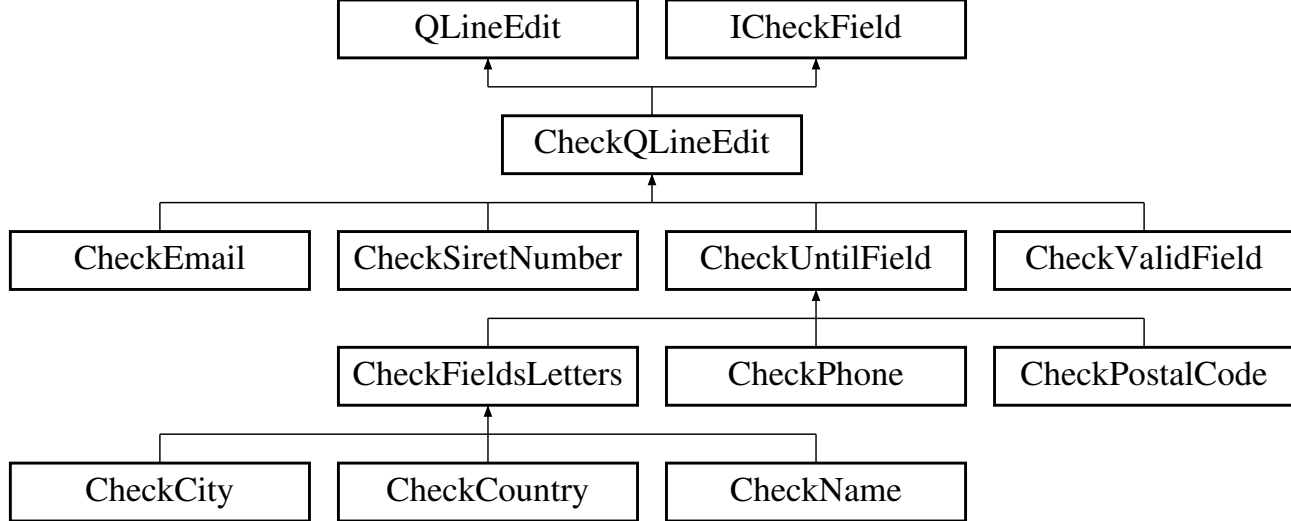 QLineEdit
ICheckField
CheckQLineEdit
CheckEmail
CheckSiretNumber
CheckUntilField
CheckValidField
CheckFieldsLetters
CheckPhone
CheckPostalCode
CheckCity
CheckCountry
CheckName